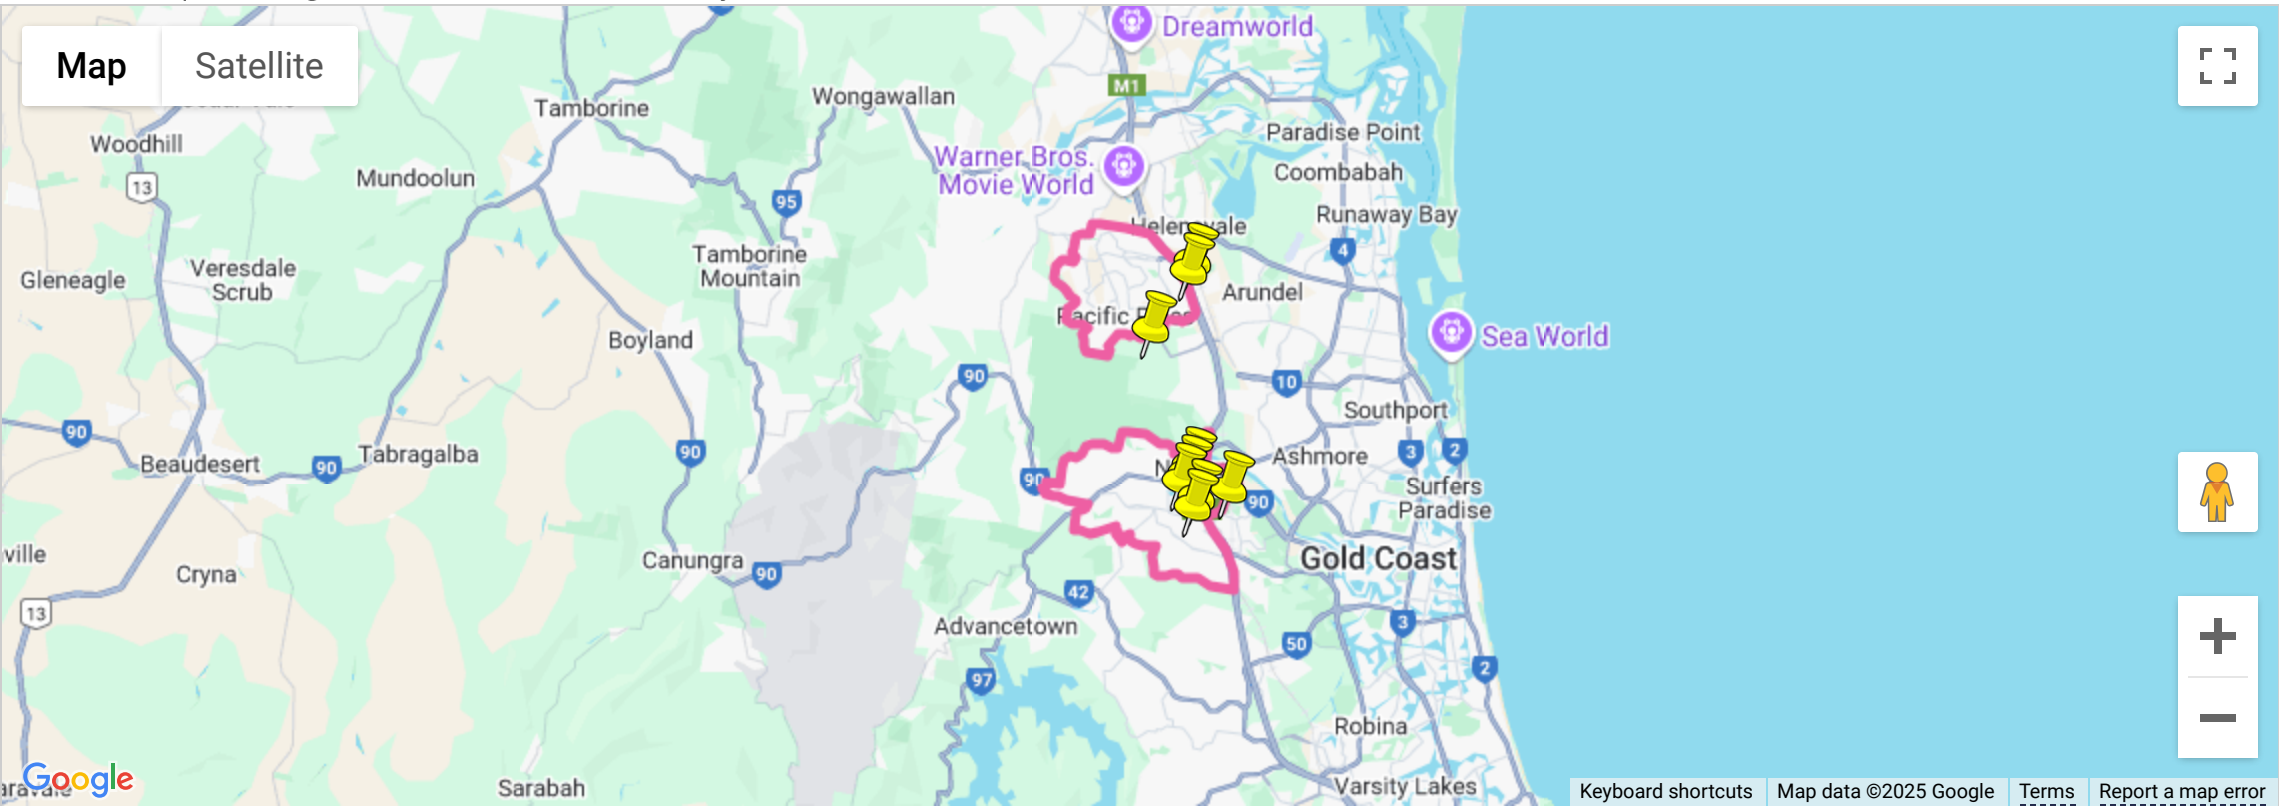 Map
Satellite
Dreamworld
M1
Tamborine
Wongawallan
Paradise Point
Woodhill
Warner Bros.
Movie World
Coombabah
Mundoolun
13
95
Runaway Bay
4
Tamborine
Mountain
Gleneagle
Veresdale
Scrub
Arundel
Pacific
Sea World
Boyland
90
10
Southport
90
Beaudesert
90
Tabragalba
90
90
Ashmore
3
2
90
Surfers
Paradise
ville
Cryna
Canungra
90
Gold Coast
13
42
Advancetown
3
50
97
2
Robina
Google
Sarabah
Varsity Lakes
Keyboard shortcuts
Map data ©2025 Google
Terms
Report a map error